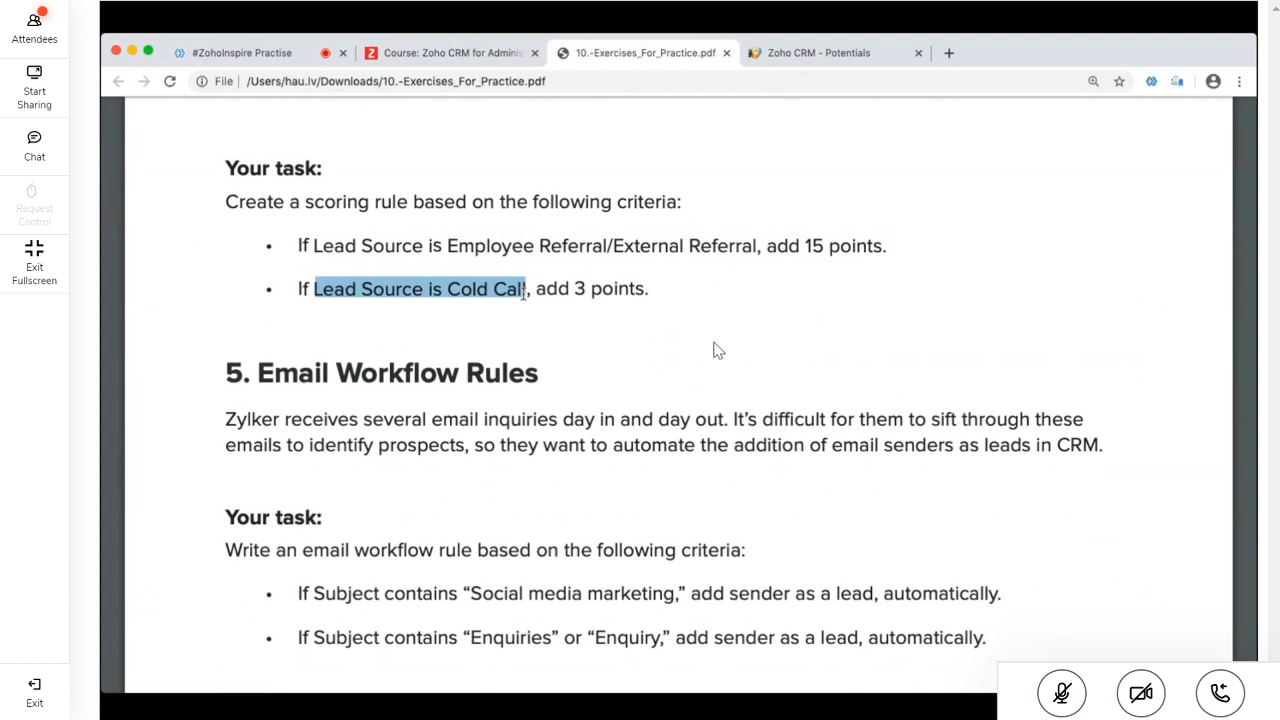 Attendees
Start
Sharing
Chat
Request
Control
Exit
Fullscreen
Exit
#ZohoInspire Practise
Course: Zoho CRM for Adminis
10.-Exercises_For_Practice.pdf
Zoho CRM - Potentials
File
/Users/hau.lv/Downloads/10.-Exercises_For_Practice.pdf
Your task:
Create a scoring rule based on the following criteria:
• If Lead Source is Employee Referral/External Referral, add 15 points.
• If Lead Source is Cold Call, add 3 points.
5. Email Workflow Rules
Zylker receives several email inquiries day in and day out. It’s difficult for them to sift through these
emails to identify prospects, so they want to automate the addition of email senders as leads in CRM.
Your task:
Write an email workflow rule based on the following criteria:
• If Subject contains “Social media marketing,” add sender as a lead, automatically.
• If Subject contains “Enquiries” or “Enquiry,” add sender as a lead, automatically.